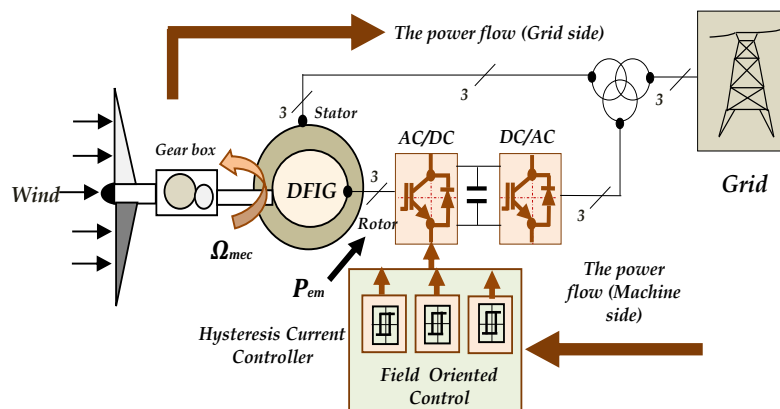 The power flow (Grid side)
3
3
3
Stator
AC/DC
DC/AC
Gear box
Wind
DFIG
3
Rotor
3
Grid
Ωmec
Pem
The power
flow (Machine
side)
Hysteresis Current
Controller
Field Oriented
Control